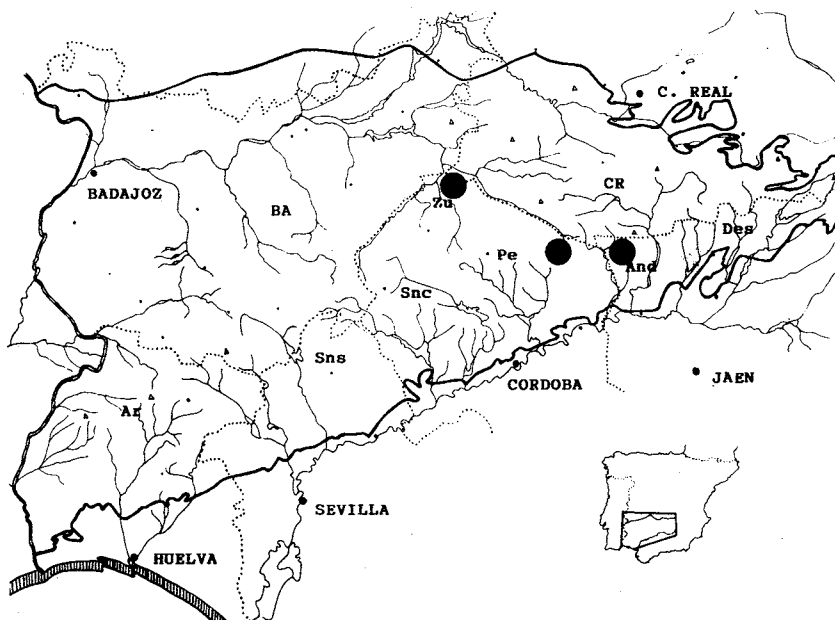 C. REAL
BADAJOZ
CR
Zu
BA
Des
Pe
And
Snc
Sns
CORDOBA
JAEN
Ar
SEVILLA
HUELVA